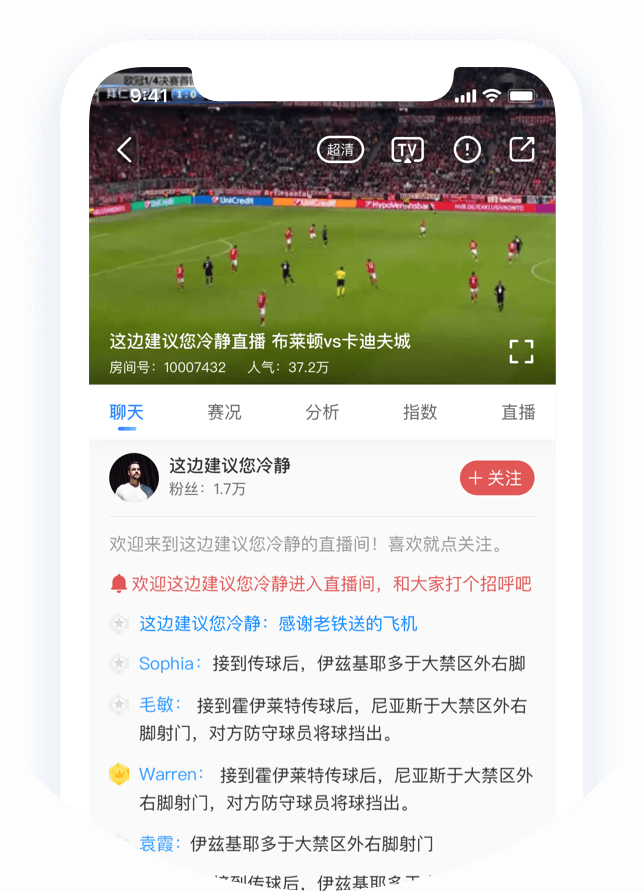 欧冠1/4决赛首
9:41
1:0
超清
TV
UniCredit
UniCredit
HypoVereinsbank
这边建议您冷静直播 布莱顿vs卡迪夫城
房间号：10007432 人气：37.2万
聊天 赛况 分析 指数 直播
这边建议您冷静
粉丝：1.7万
+关注
欢迎来到这边建议您冷静的直播间！喜欢就点关注。
欢迎这边建议您冷静进入直播间，和大家打个招呼吧
这边建议您冷静：感谢老铁送的飞机
Sophia：接到传球后，伊兹基耶多于大禁区外右脚
毛敏：接到霍伊莱特传球后，尼亚斯于大禁区外右
脚射门，对方防守球员将球挡出。
Warren：接到霍伊莱特传球后，尼亚斯于大禁区外
右脚射门，对方防守球员将球挡出。
袁霞：伊兹基耶多于大禁区外右脚射门
接到传球后，伊兹基耶多于